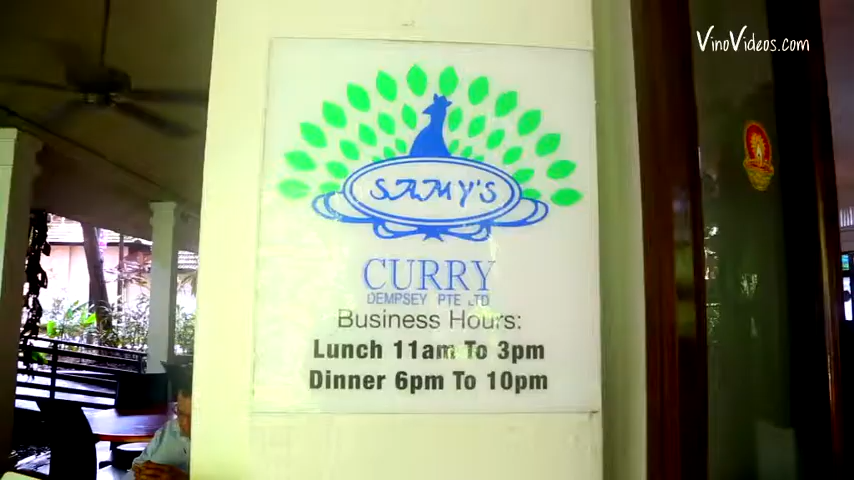 VinoVideos.com
SAMY'S
CURRY
DEMPSEY PTE LTD
Business Hours:
Lunch 11am To 3pm
Dinner 6pm To 10pm